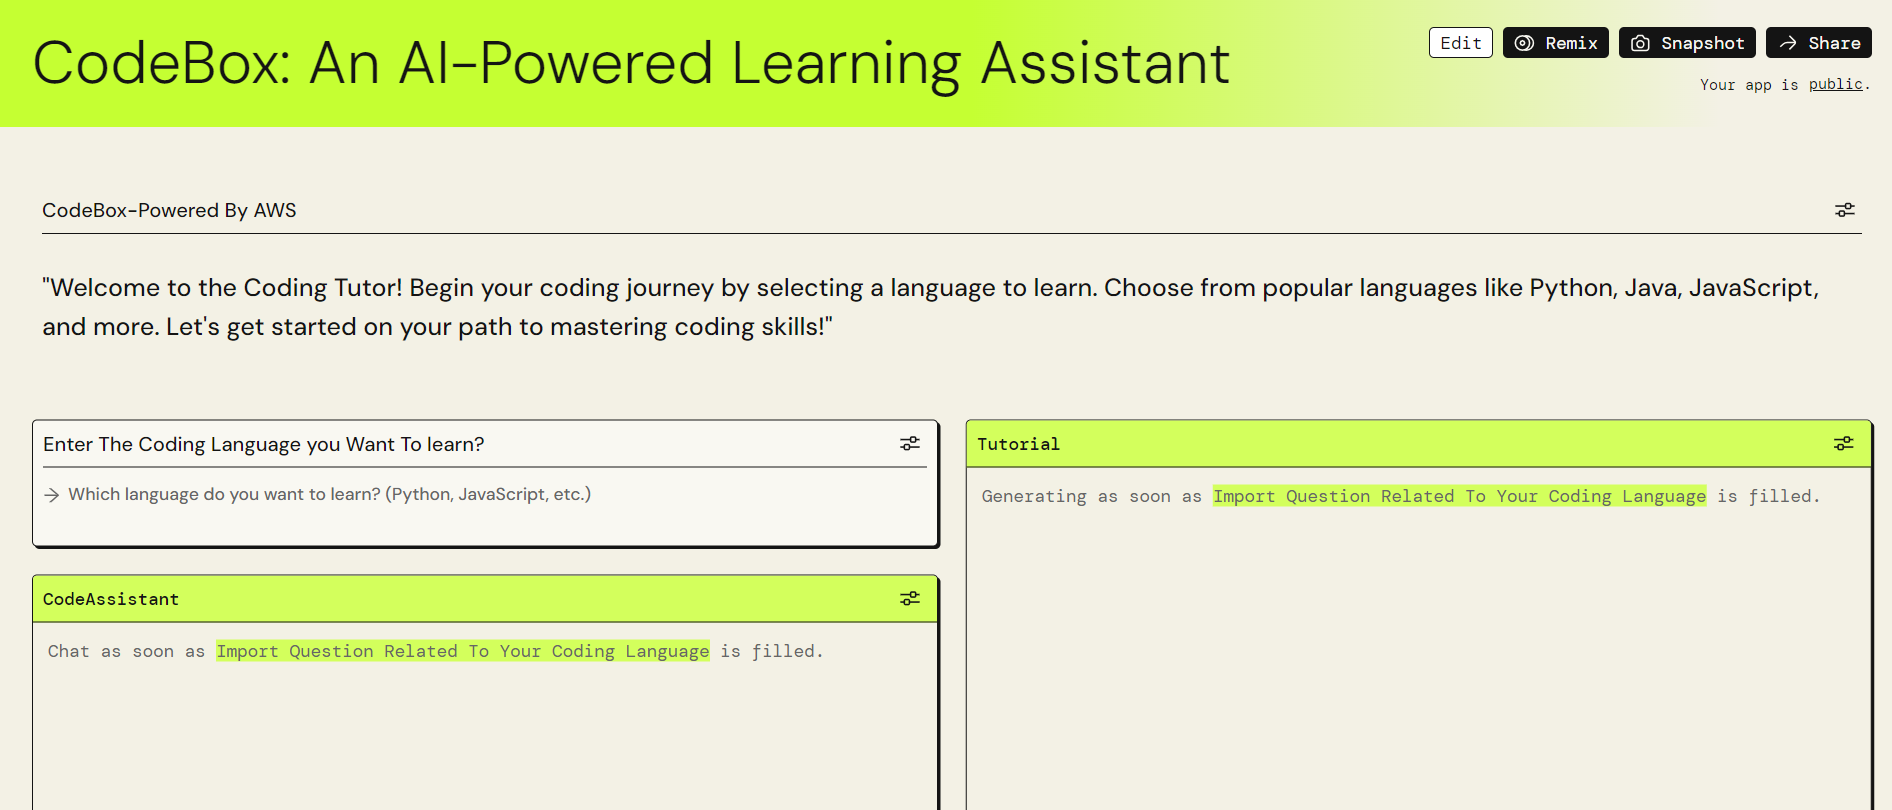 CodeBox: An AI-Powered Learning Assistant
Edit
Remix
Snapshot
Share
Your app is public.
CodeBox-Powered By AWS
"Welcome to the Coding Tutor! Begin your coding journey by selecting a language to learn. Choose from popular languages like Python, Java, JavaScript,
and more. Let's get started on your path to mastering coding skills!"
Enter The Coding Language you Want To learn?
Which language do you want to learn? (Python, JavaScript, etc.)
CodeAssistant
Chat as soon as Import Question Related To Your Coding Language is filled.
Tutorial
Generating as soon as Import Question Related To Your Coding Language is filled.